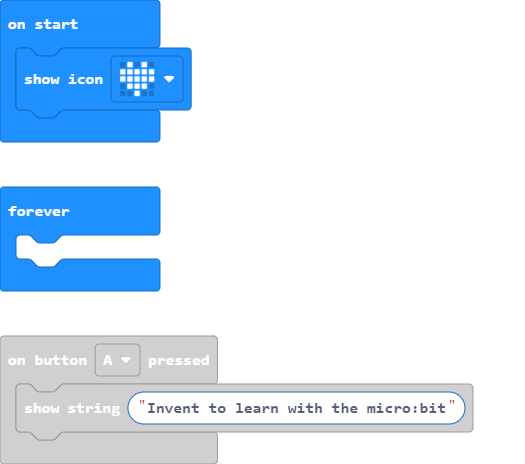 on start
show icon
forever
on button A pressed
show string "Invent to learn with the micro:bit"